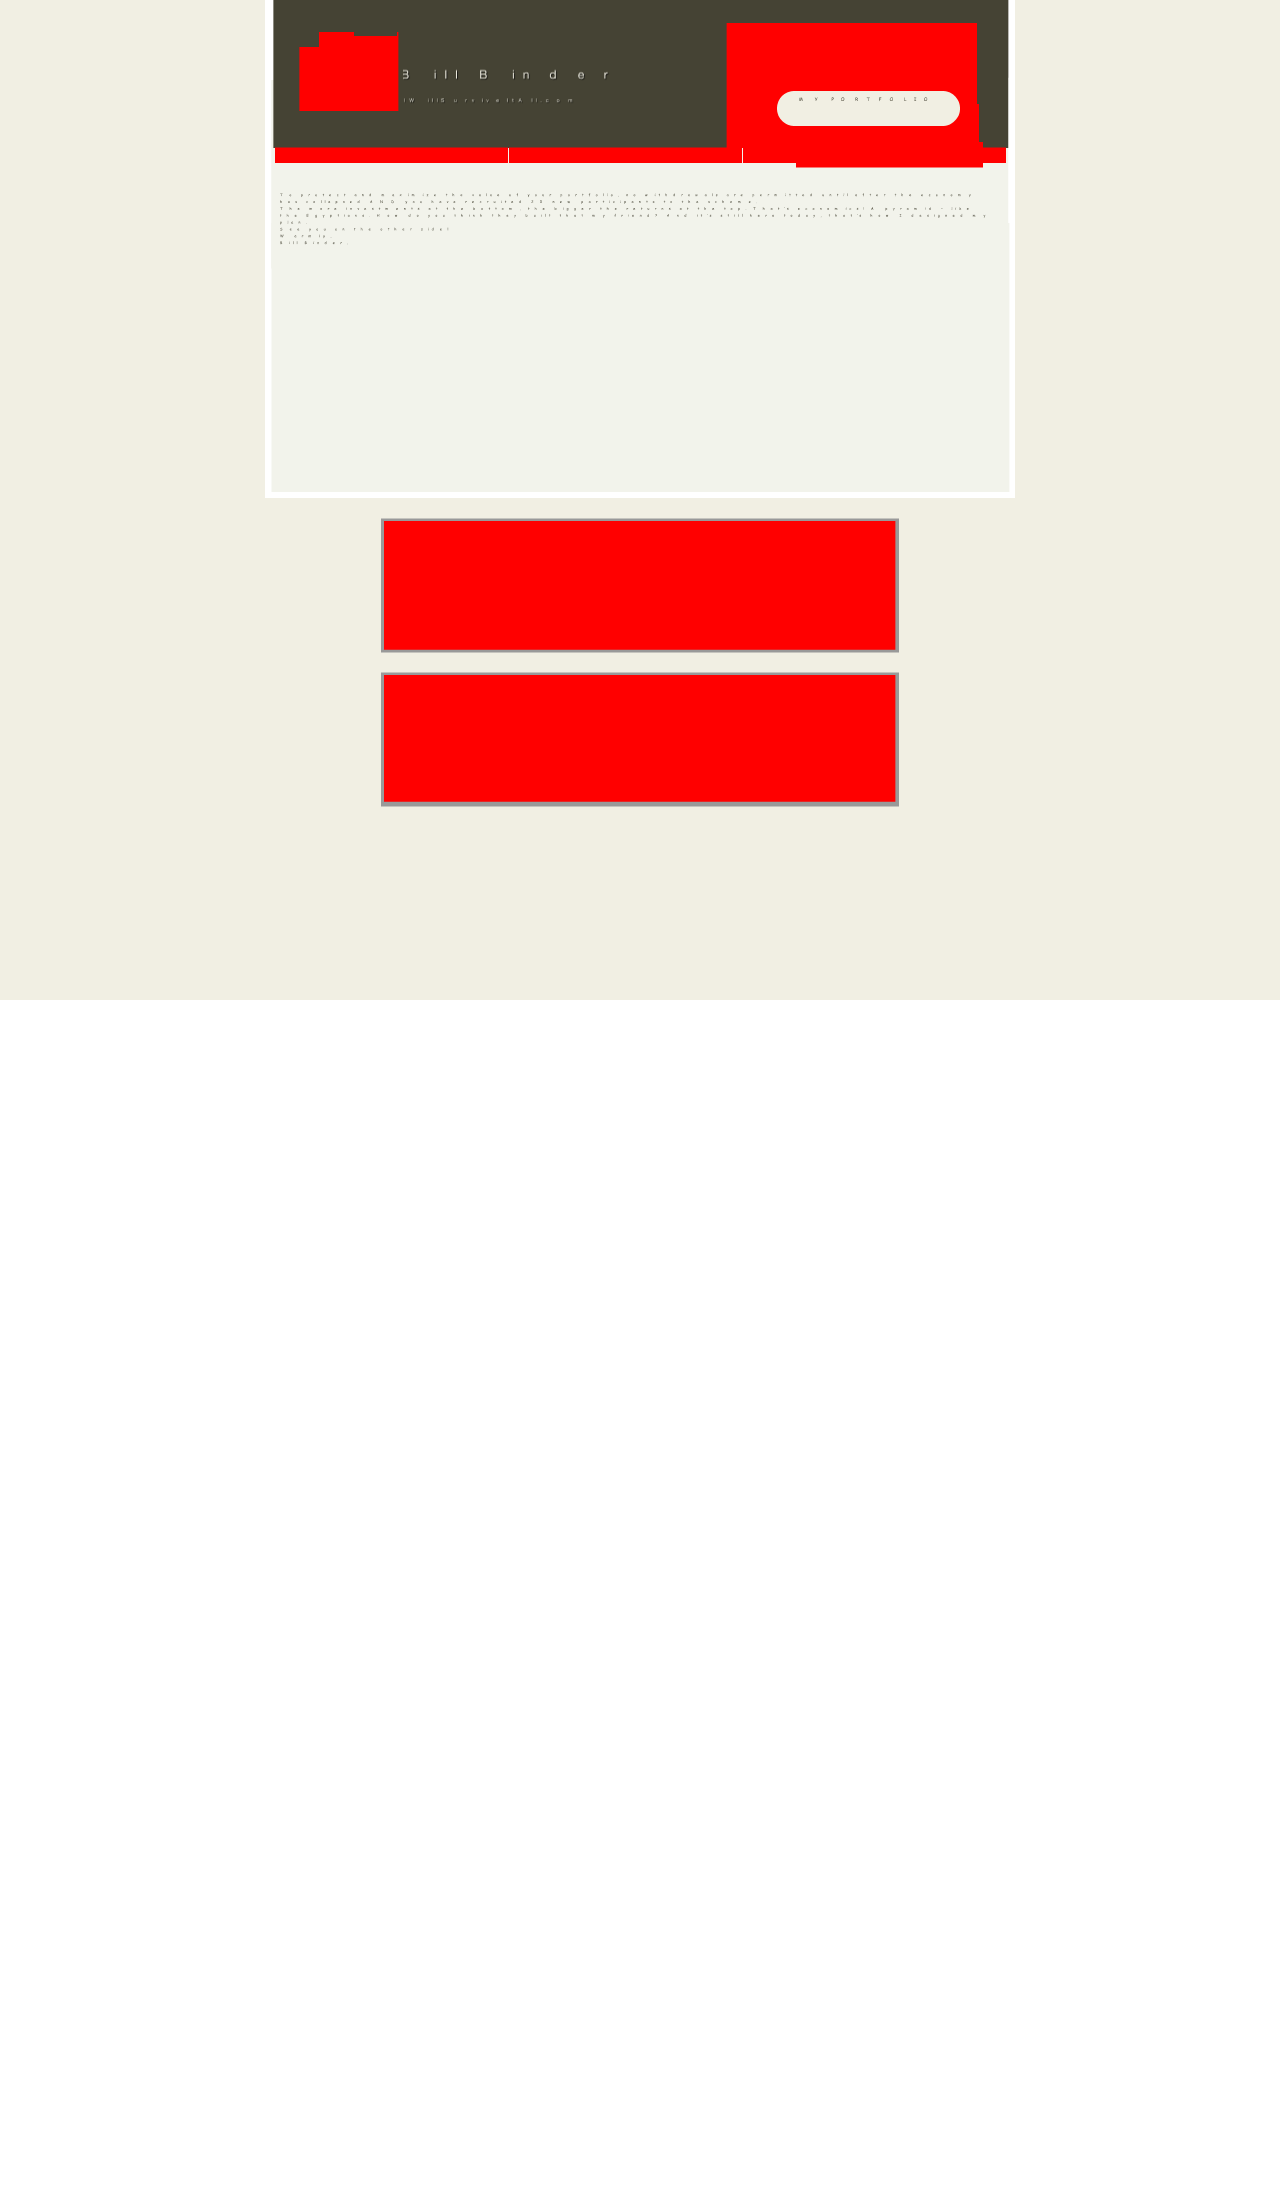 Bill Binder
IWillSurviveItAll.com
MY PORTFOLIO
To protect and maximise the value of your portfolio, no withdrawals are permitted until after the economy
has collapsed AND you have recruited 20 new participants to the scheme.
The more investments at the bottom, the bigger the returns at the top. That's economics! A pyramid - like
the Egyptians. How do you think they built that my friend? And it's still here today, that's how I designed my
plan.
See you on the other side!
Warmly,
Bill Binder.